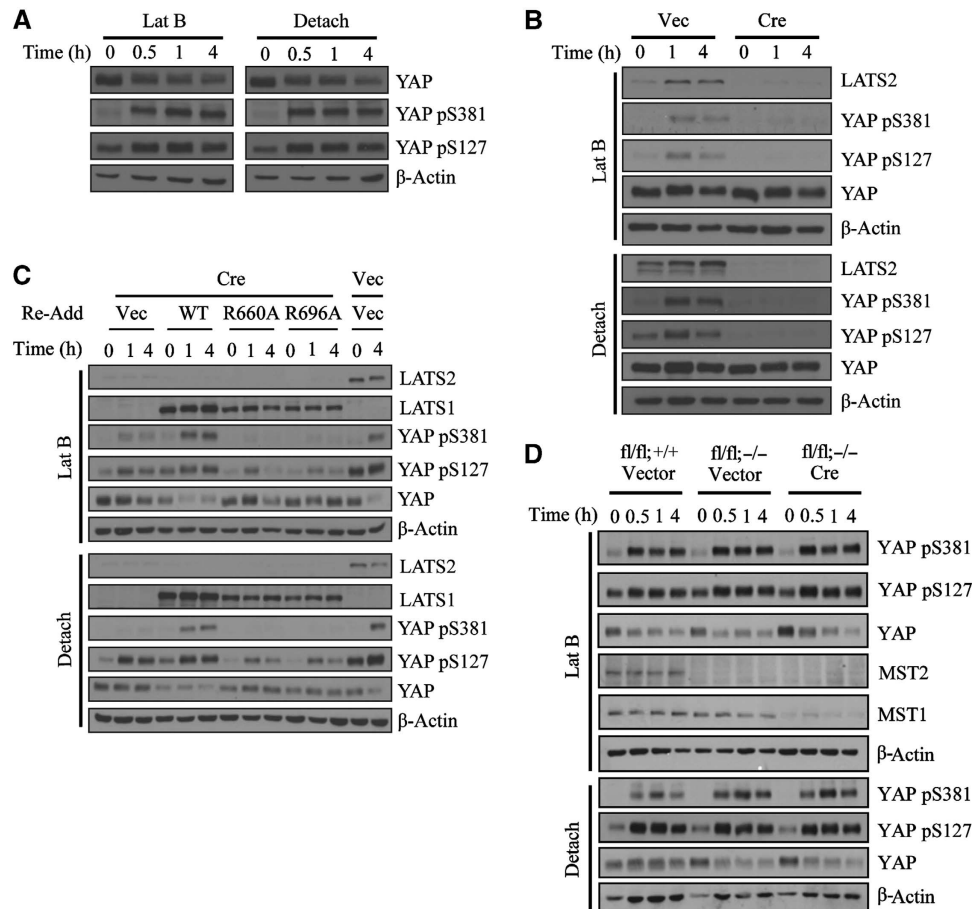 A
Lat B Detach
Time (h) 0 0.5 1 4 0 0.5 1 4
YAP
YAP pS381
YAP pS127
β-Actin
B
Vec Cre
Time (h) 0 1 4 0 1 4
Lat B
LATS2
YAP pS381
YAP pS127
YAP
β-Actin
Detach
LATS2
YAP pS381
YAP pS127
YAP
β-Actin
C
Cre Vec
Re-Add Vec WT R660A R696A Vec
Time (h) 0 1 4 0 1 4 0 1 4 0 1 4 0 4
Lat B
LATS2
LATS1
YAP pS381
YAP pS127
YAP
β-Actin
Detach
LATS2
LATS1
YAP pS381
YAP pS127
YAP
β-Actin
D
fl/fl;+/+ fl/fl;−/− fl/fl;−/−
Vector Vector Cre
Time (h) 0 0.5 1 4 0 0.5 1 4 0 0.5 1 4
Lat B
YAP pS381
YAP pS127
YAP
MST2
MST1
β-Actin
Detach
YAP pS381
YAP pS127
YAP
β-Actin